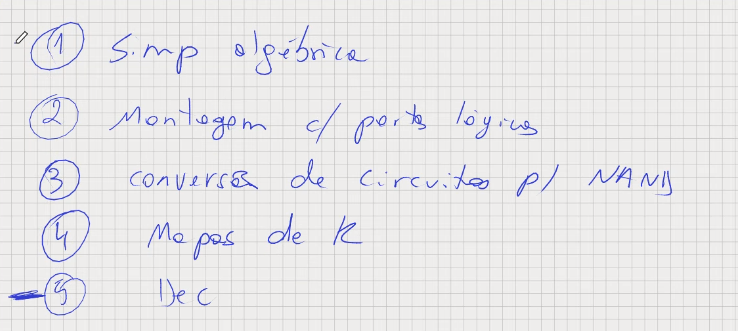 1 Simp algébrica
2 Montagem c/ portas lógicas
3 conversão de circuitos p/ NAND
4 Mapas de K
5 Dec